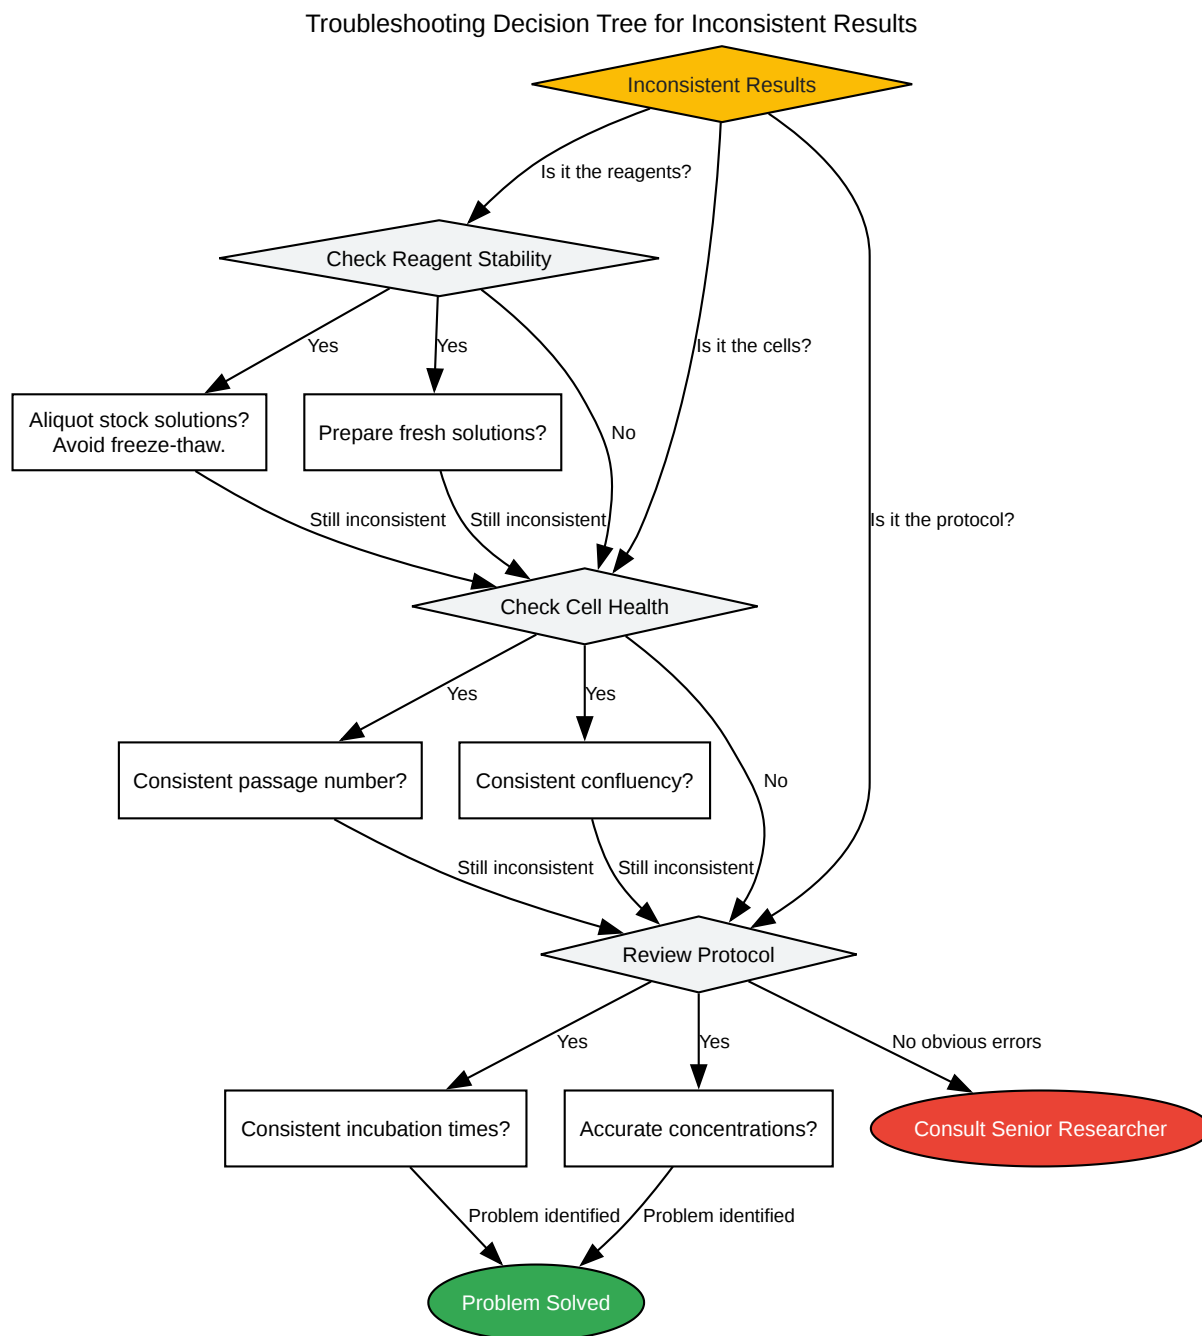 Troubleshooting Decision Tree for Inconsistent Results
Inconsistent Results
Is it the reagents?
Check Reagent Stability
Yes
Yes
Is it the cells?
Aliquot stock solutions?
Avoid freeze-thaw.
Prepare fresh solutions?
No
Still inconsistent
Still inconsistent
Is it the protocol?
Check Cell Health
Yes
Yes
Consistent passage number?
Consistent confluency?
No
Still inconsistent
Still inconsistent
Review Protocol
Yes
Yes
No obvious errors
Consistent incubation times?
Accurate concentrations?
Consult Senior Researcher
Problem identified
Problem identified
Problem Solved